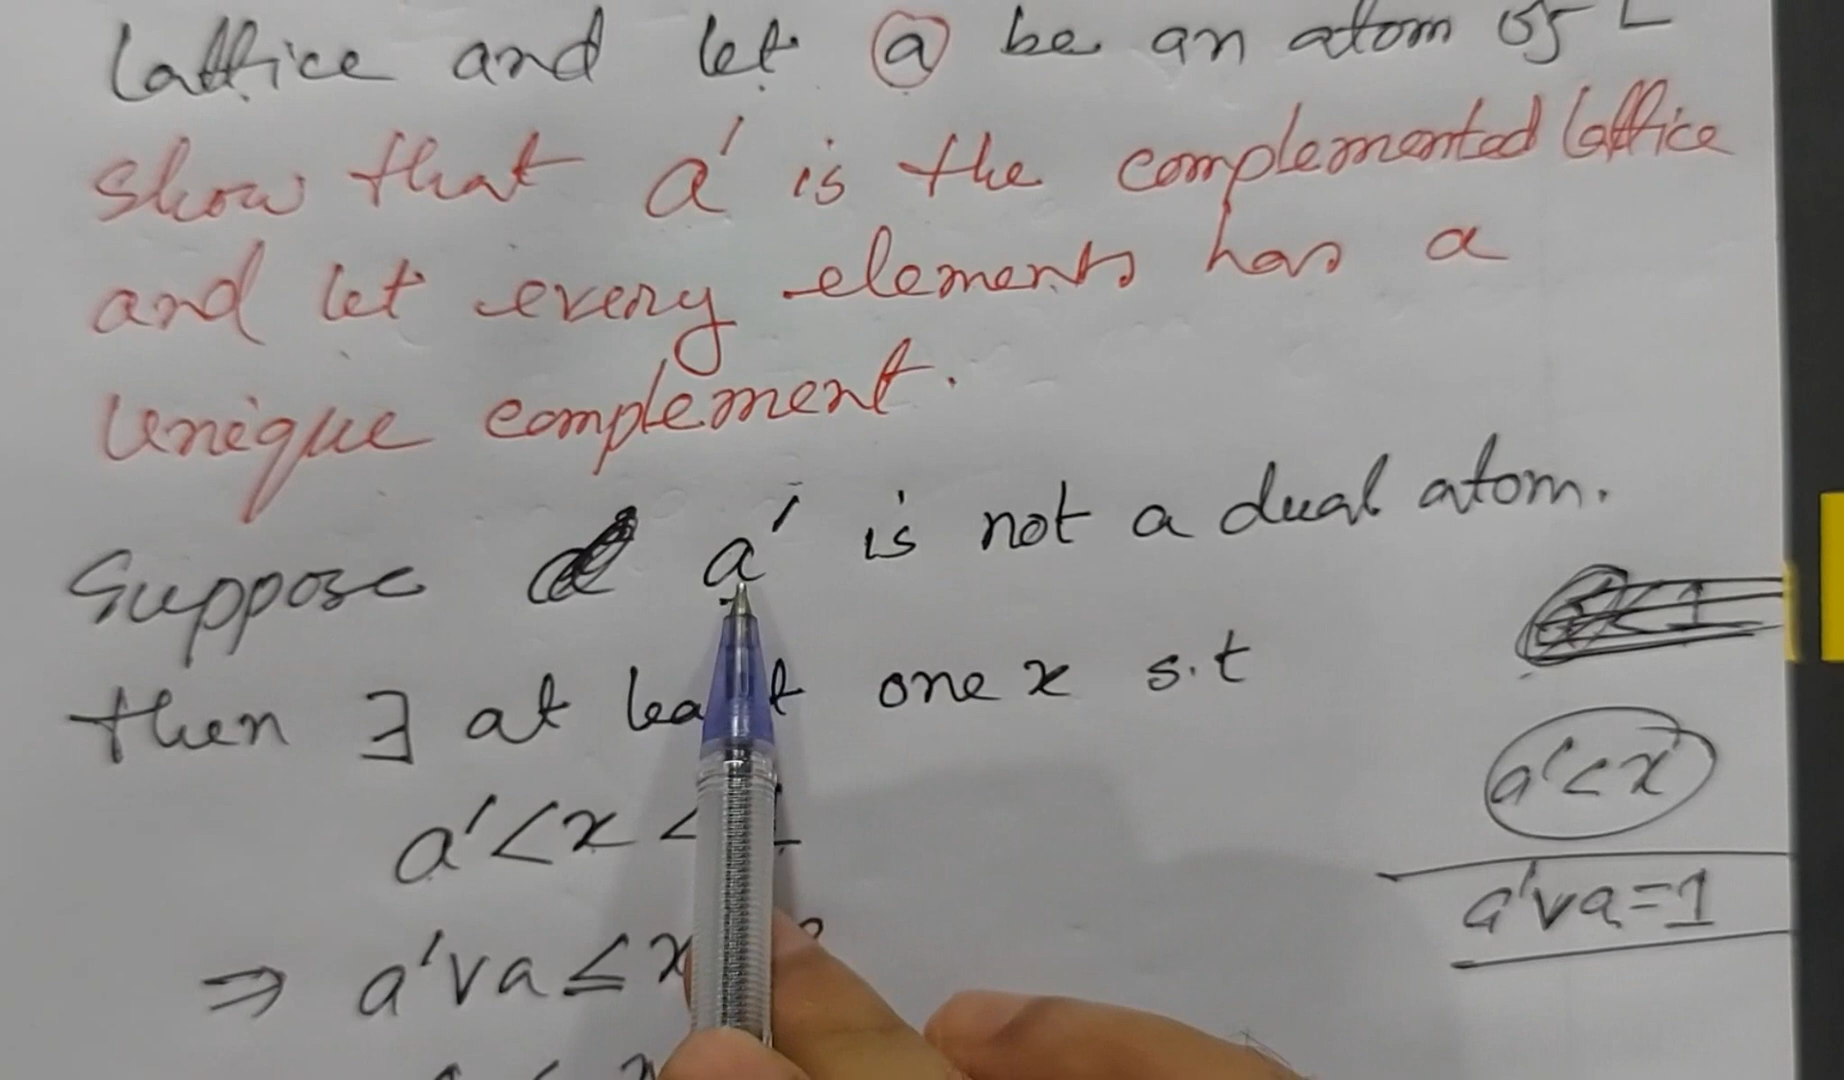 Lattice and let a be an atom of L
show that a' is the complemented lattice
and let every elements has a
unique complement.
Suppose a' is not a dual atom.
then ∃ at least one x s.t
a' < x
a' < x <
a'va = 1
⇒ a'va ≤ x